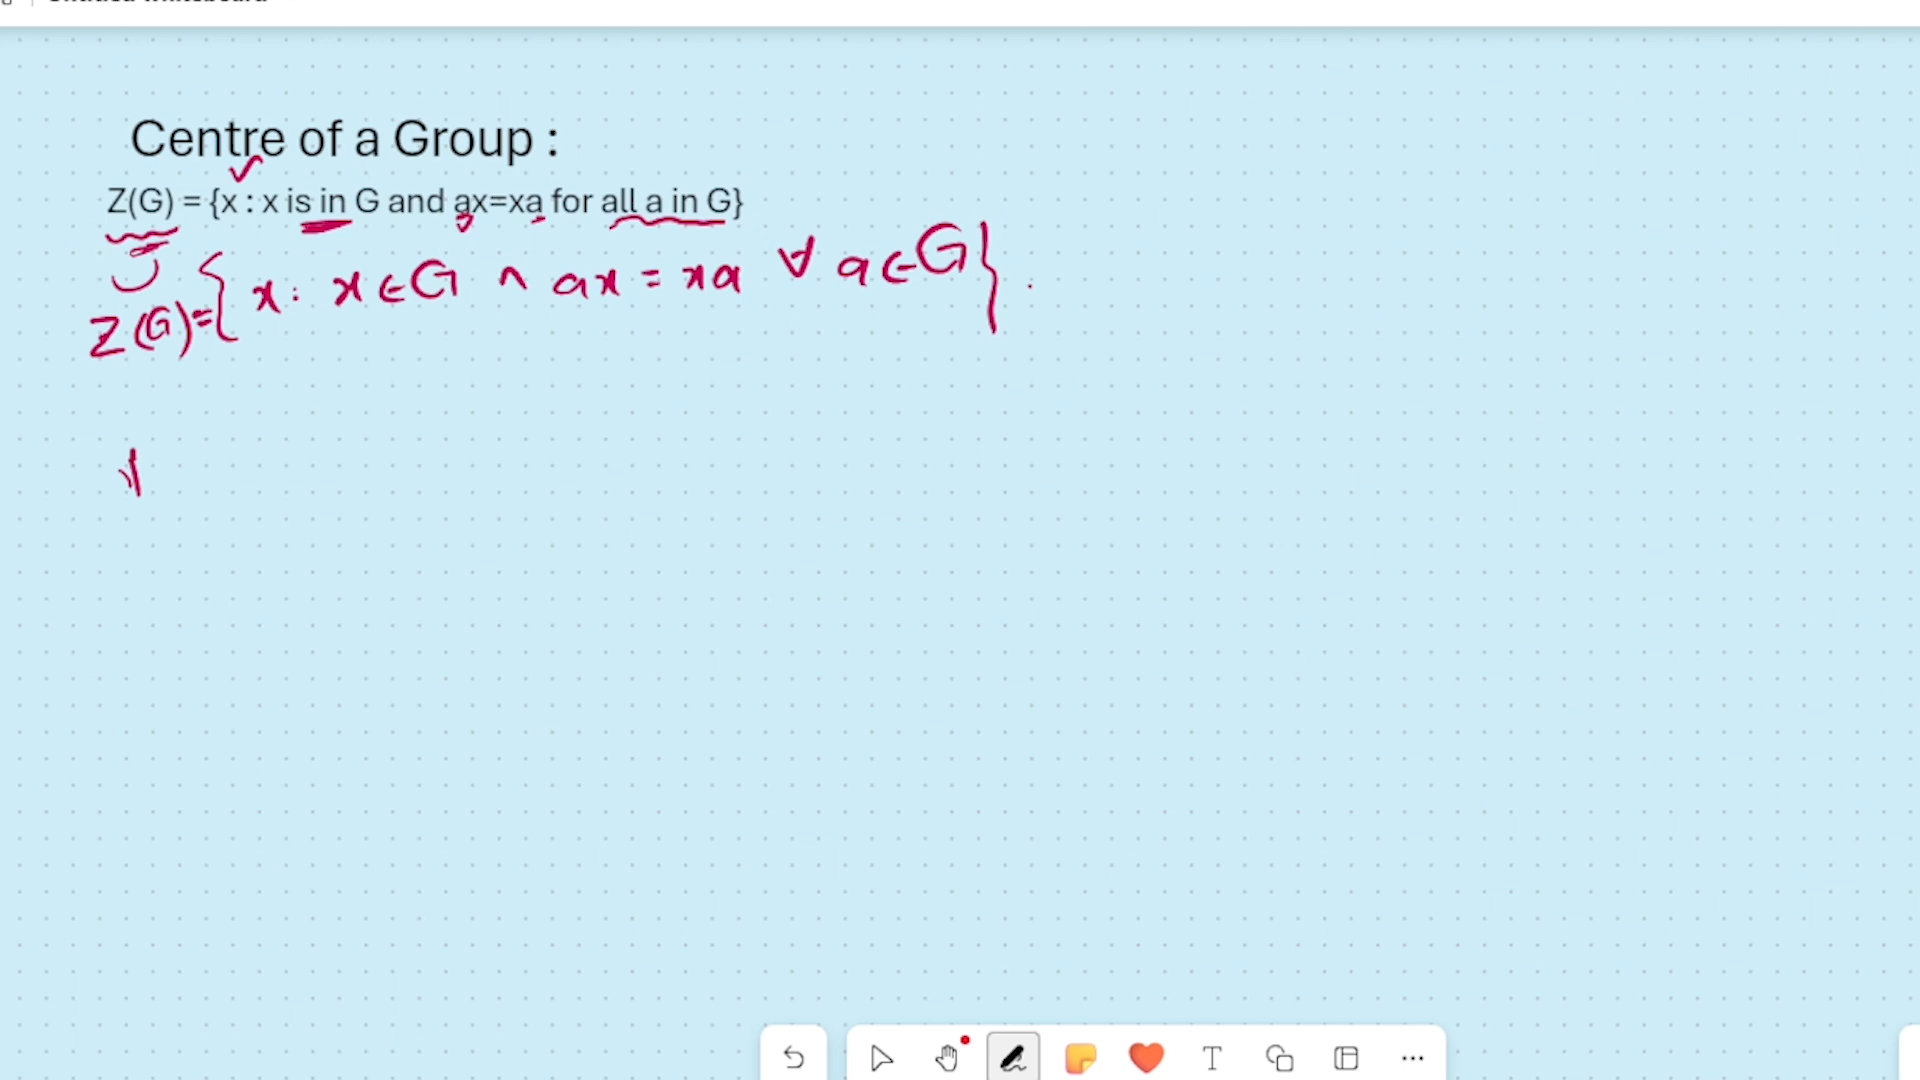 Centre of a Group :
Z(G) = {x : x is in G and ax=xa for all a in G}
Z(G)={ x: x∈G ∧ ax = xa ∀ a∈G} .